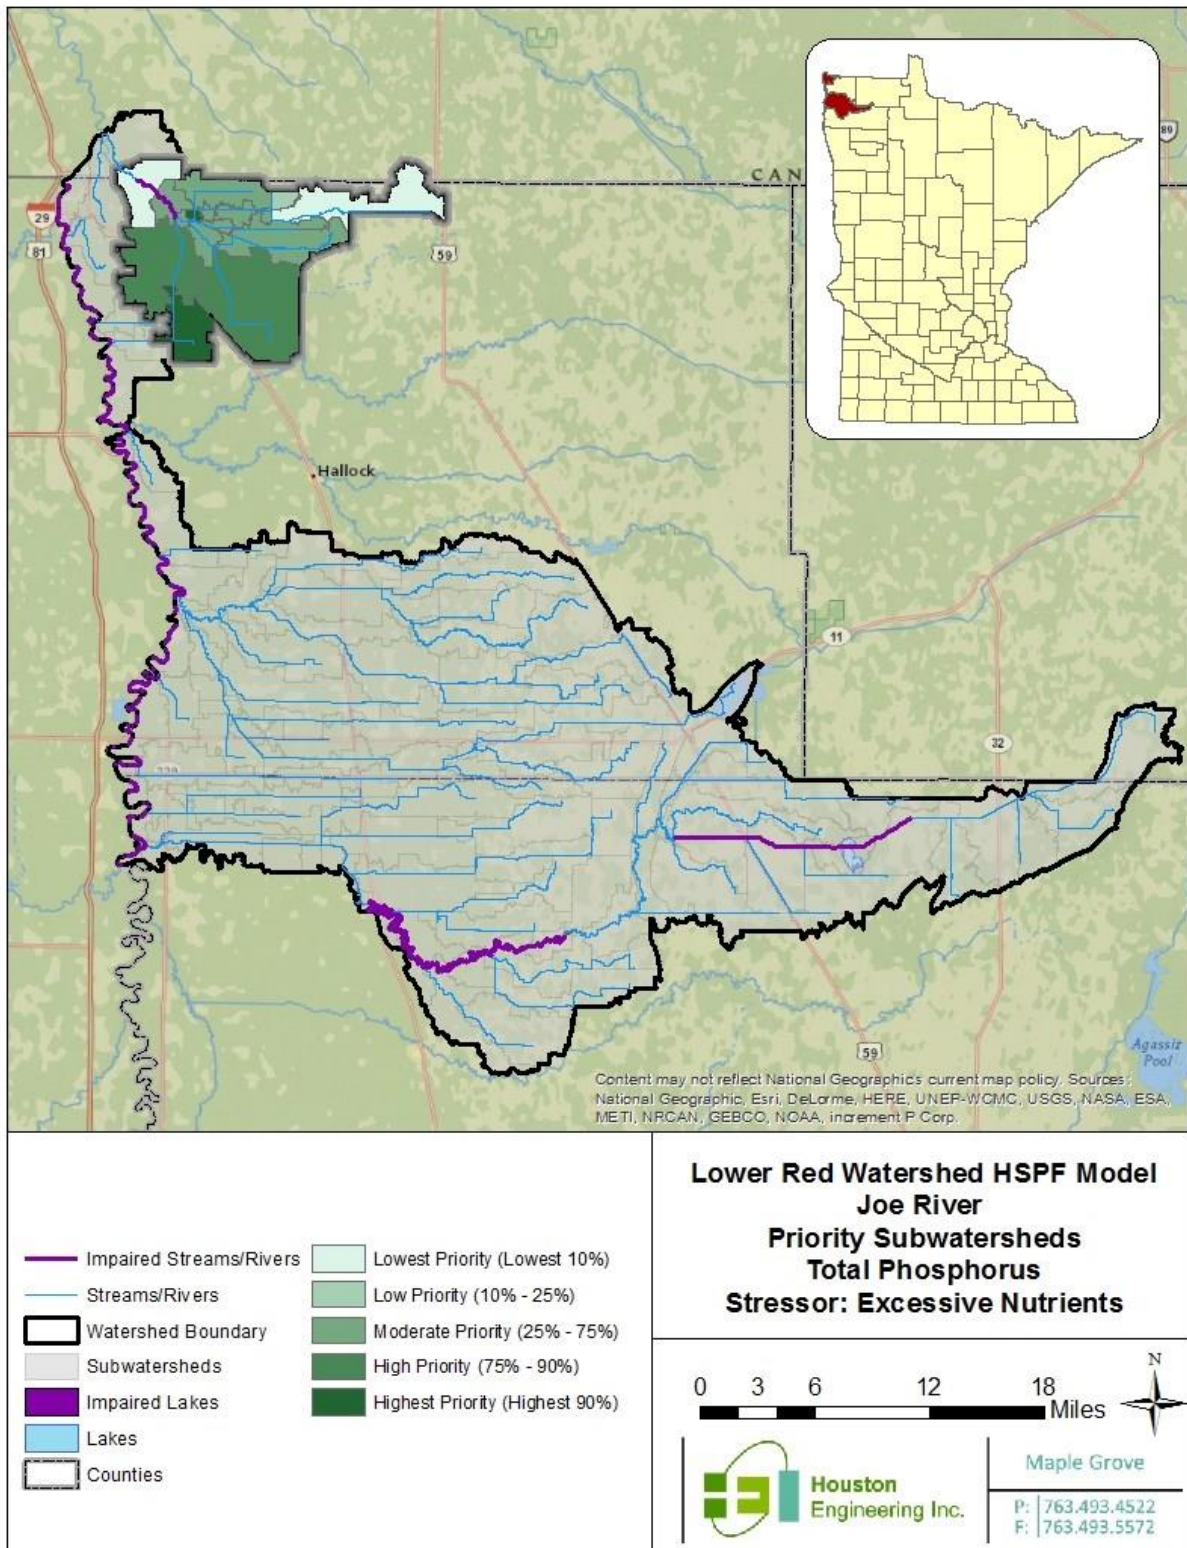 CAN
89
29
81
59
Hallock
11
32
59
Agassiz
Pool
Content may not reflect National Geographic's current map policy. Sources:
National Geographic, Esri, DeLorme, HERE, UNEP-WCMC, USGS, NASA, ESA,
METI, NRCAN, GEBCO, NOAA, increment P Corp.
Impaired Streams/Rivers
Streams/Rivers
Watershed Boundary
Subwatersheds
Impaired Lakes
Lakes
Counties
Lowest Priority (Lowest 10%)
Low Priority (10% - 25%)
Moderate Priority (25% - 75%)
High Priority (75% - 90%)
Highest Priority (Highest 90%)
Lower Red Watershed HSPF Model
Joe River
Priority Subwatersheds
Total Phosphorus
Stressor: Excessive Nutrients
0 3 6 12 18
Miles
N
Houston
Engineering Inc.
Maple Grove
P: 763.493.4522
F: 763.493.5572